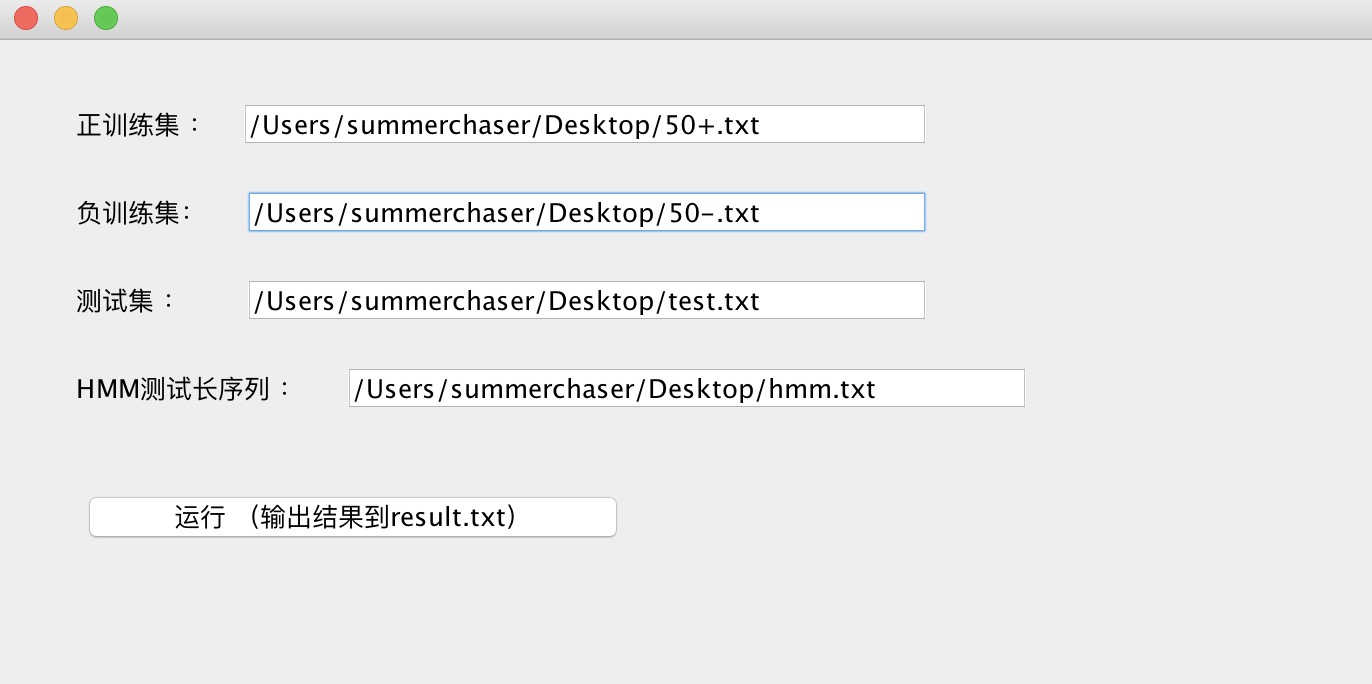 正训练集： /Users/summerchaser/Desktop/50+.txt
负训练集: /Users/summerchaser/Desktop/50-.txt
测试集： /Users/summerchaser/Desktop/test.txt
HMM测试长序列： /Users/summerchaser/Desktop/hmm.txt
运行 （输出结果到result.txt）